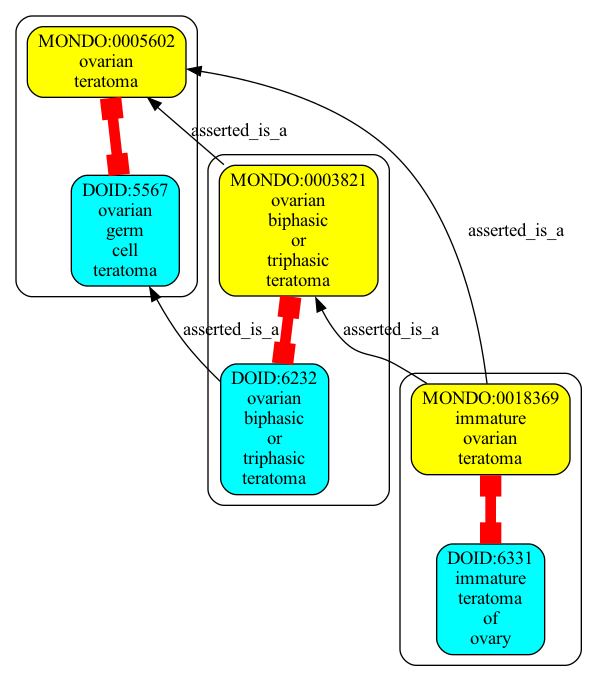 MONDO:0005602
ovarian
teratoma
asserted_is_a
DOID:5567
ovarian
germ
cell
teratoma
MONDO:0003821
ovarian
biphasic
or
triphasic
teratoma
asserted_is_a
asserted_is_a
asserted_is_a
DOID:6232
ovarian
biphasic
or
triphasic
teratoma
MONDO:0018369
immature
ovarian
teratoma
DOID:6331
immature
teratoma
of
ovary